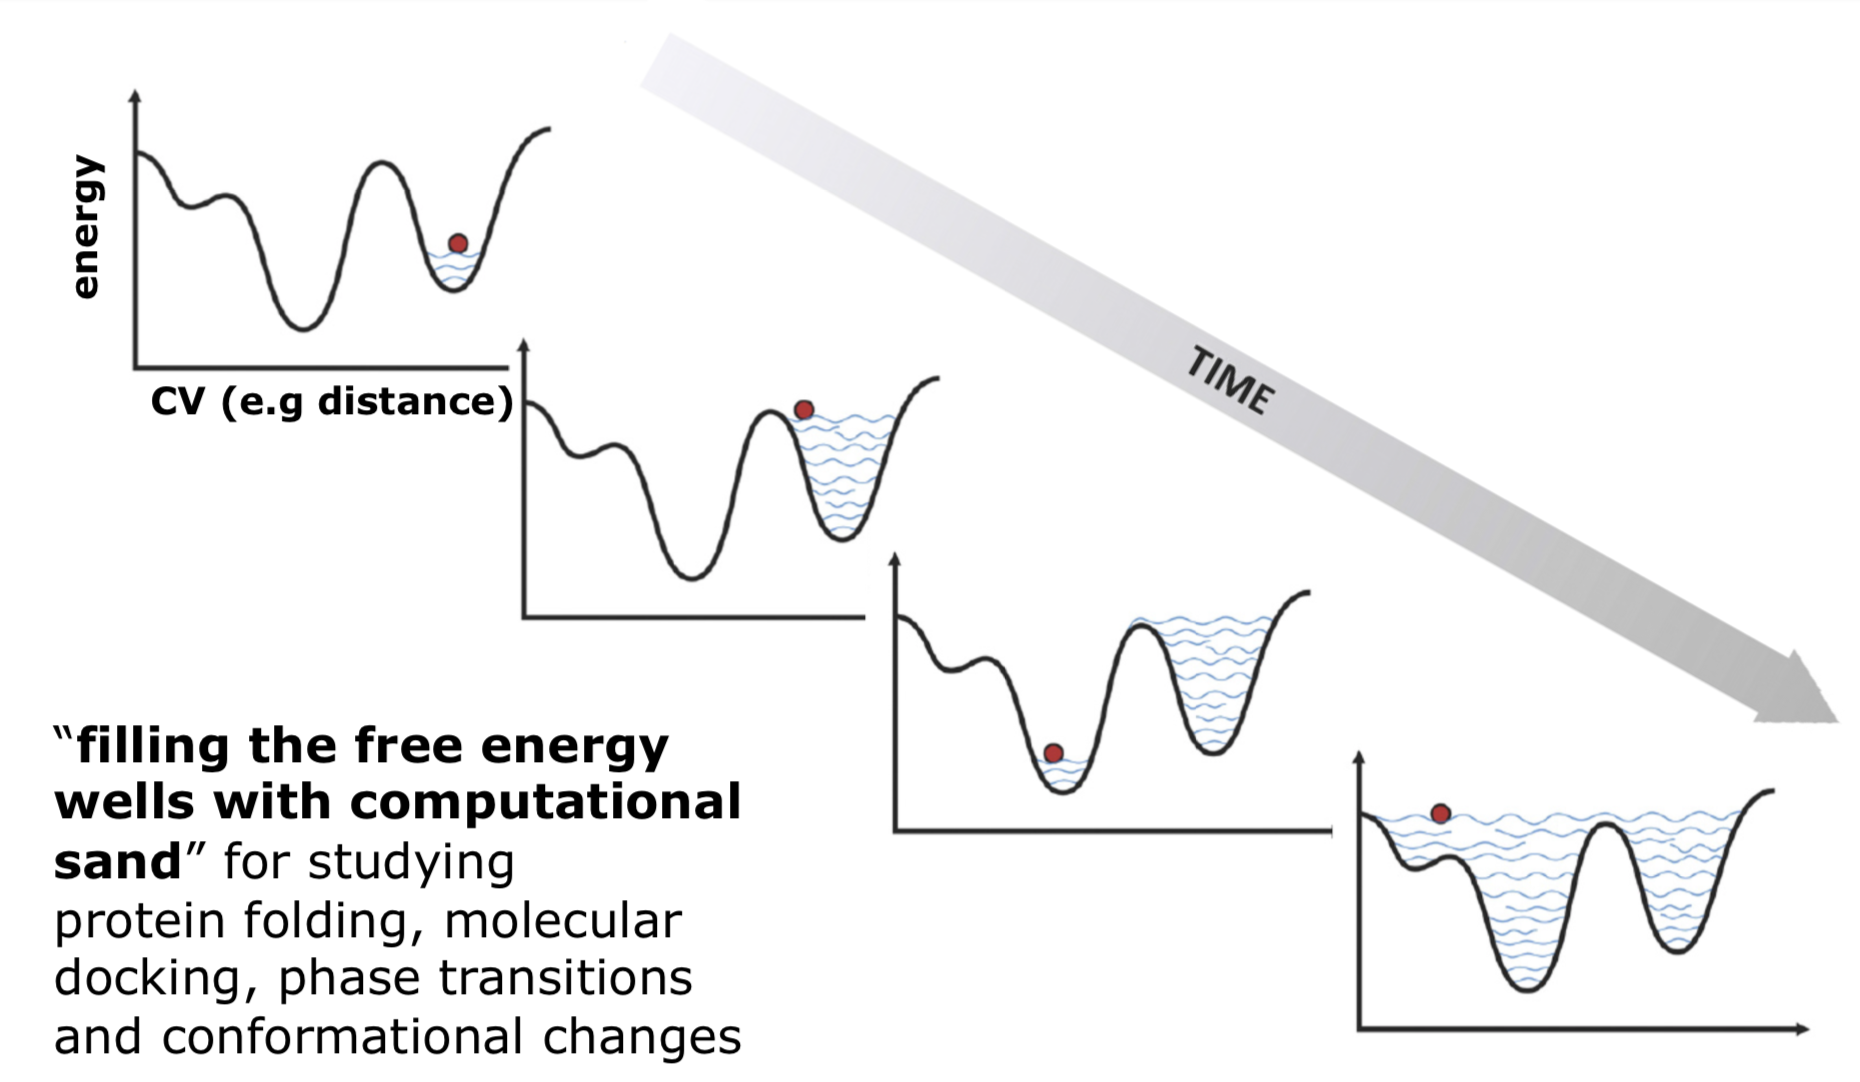 energy
CV (e.g distance)
TIME
“filling the free energy
wells with computational
sand” for studying
protein folding, molecular
docking, phase transitions
and conformational changes